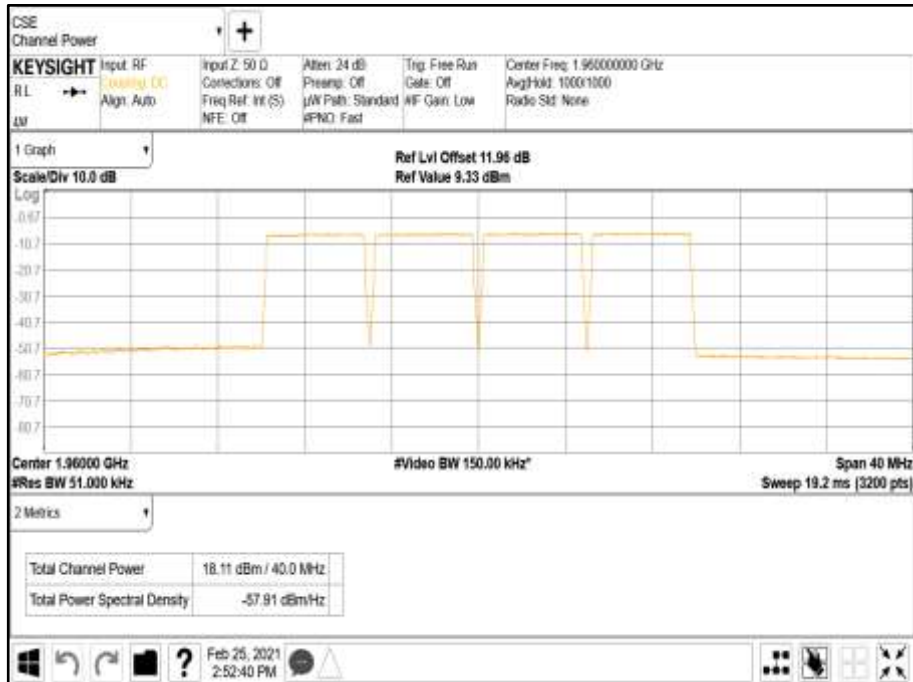 CSE
Channel Power
+
KEYSIGHT Input: RF Input Z: 50 Ω Atten: 24 dB Trig: Free Run Center Freq: 1.960000000 GHz
RL Coupling: DC Corrections: Off Preamp: Off Gate: Off Avg|Hold: 1000/1000
Align: Auto Freq Ref: Int (S) µW Path: Standard #IF Gain: Low Radio Std: None
NFE: Off #PNO: Fast
1 Graph
Ref Lvl Offset 11.96 dB
Scale/Div 10.0 dB Ref Value 9.33 dBm
Log
-0.67
-10.7
-20.7
-30.7
-40.7
-50.7
-60.7
-70.7
-80.7
Center 1.96000 GHz #Video BW 150.00 kHz* Span 40 MHz
#Res BW 51.000 kHz Sweep 19.2 ms (3200 pts)
2 Metrics
Total Channel Power 18.11 dBm / 40.0 MHz
Total Power Spectral Density -57.91 dBm/Hz
? Feb 25, 2021
2:52:40 PM